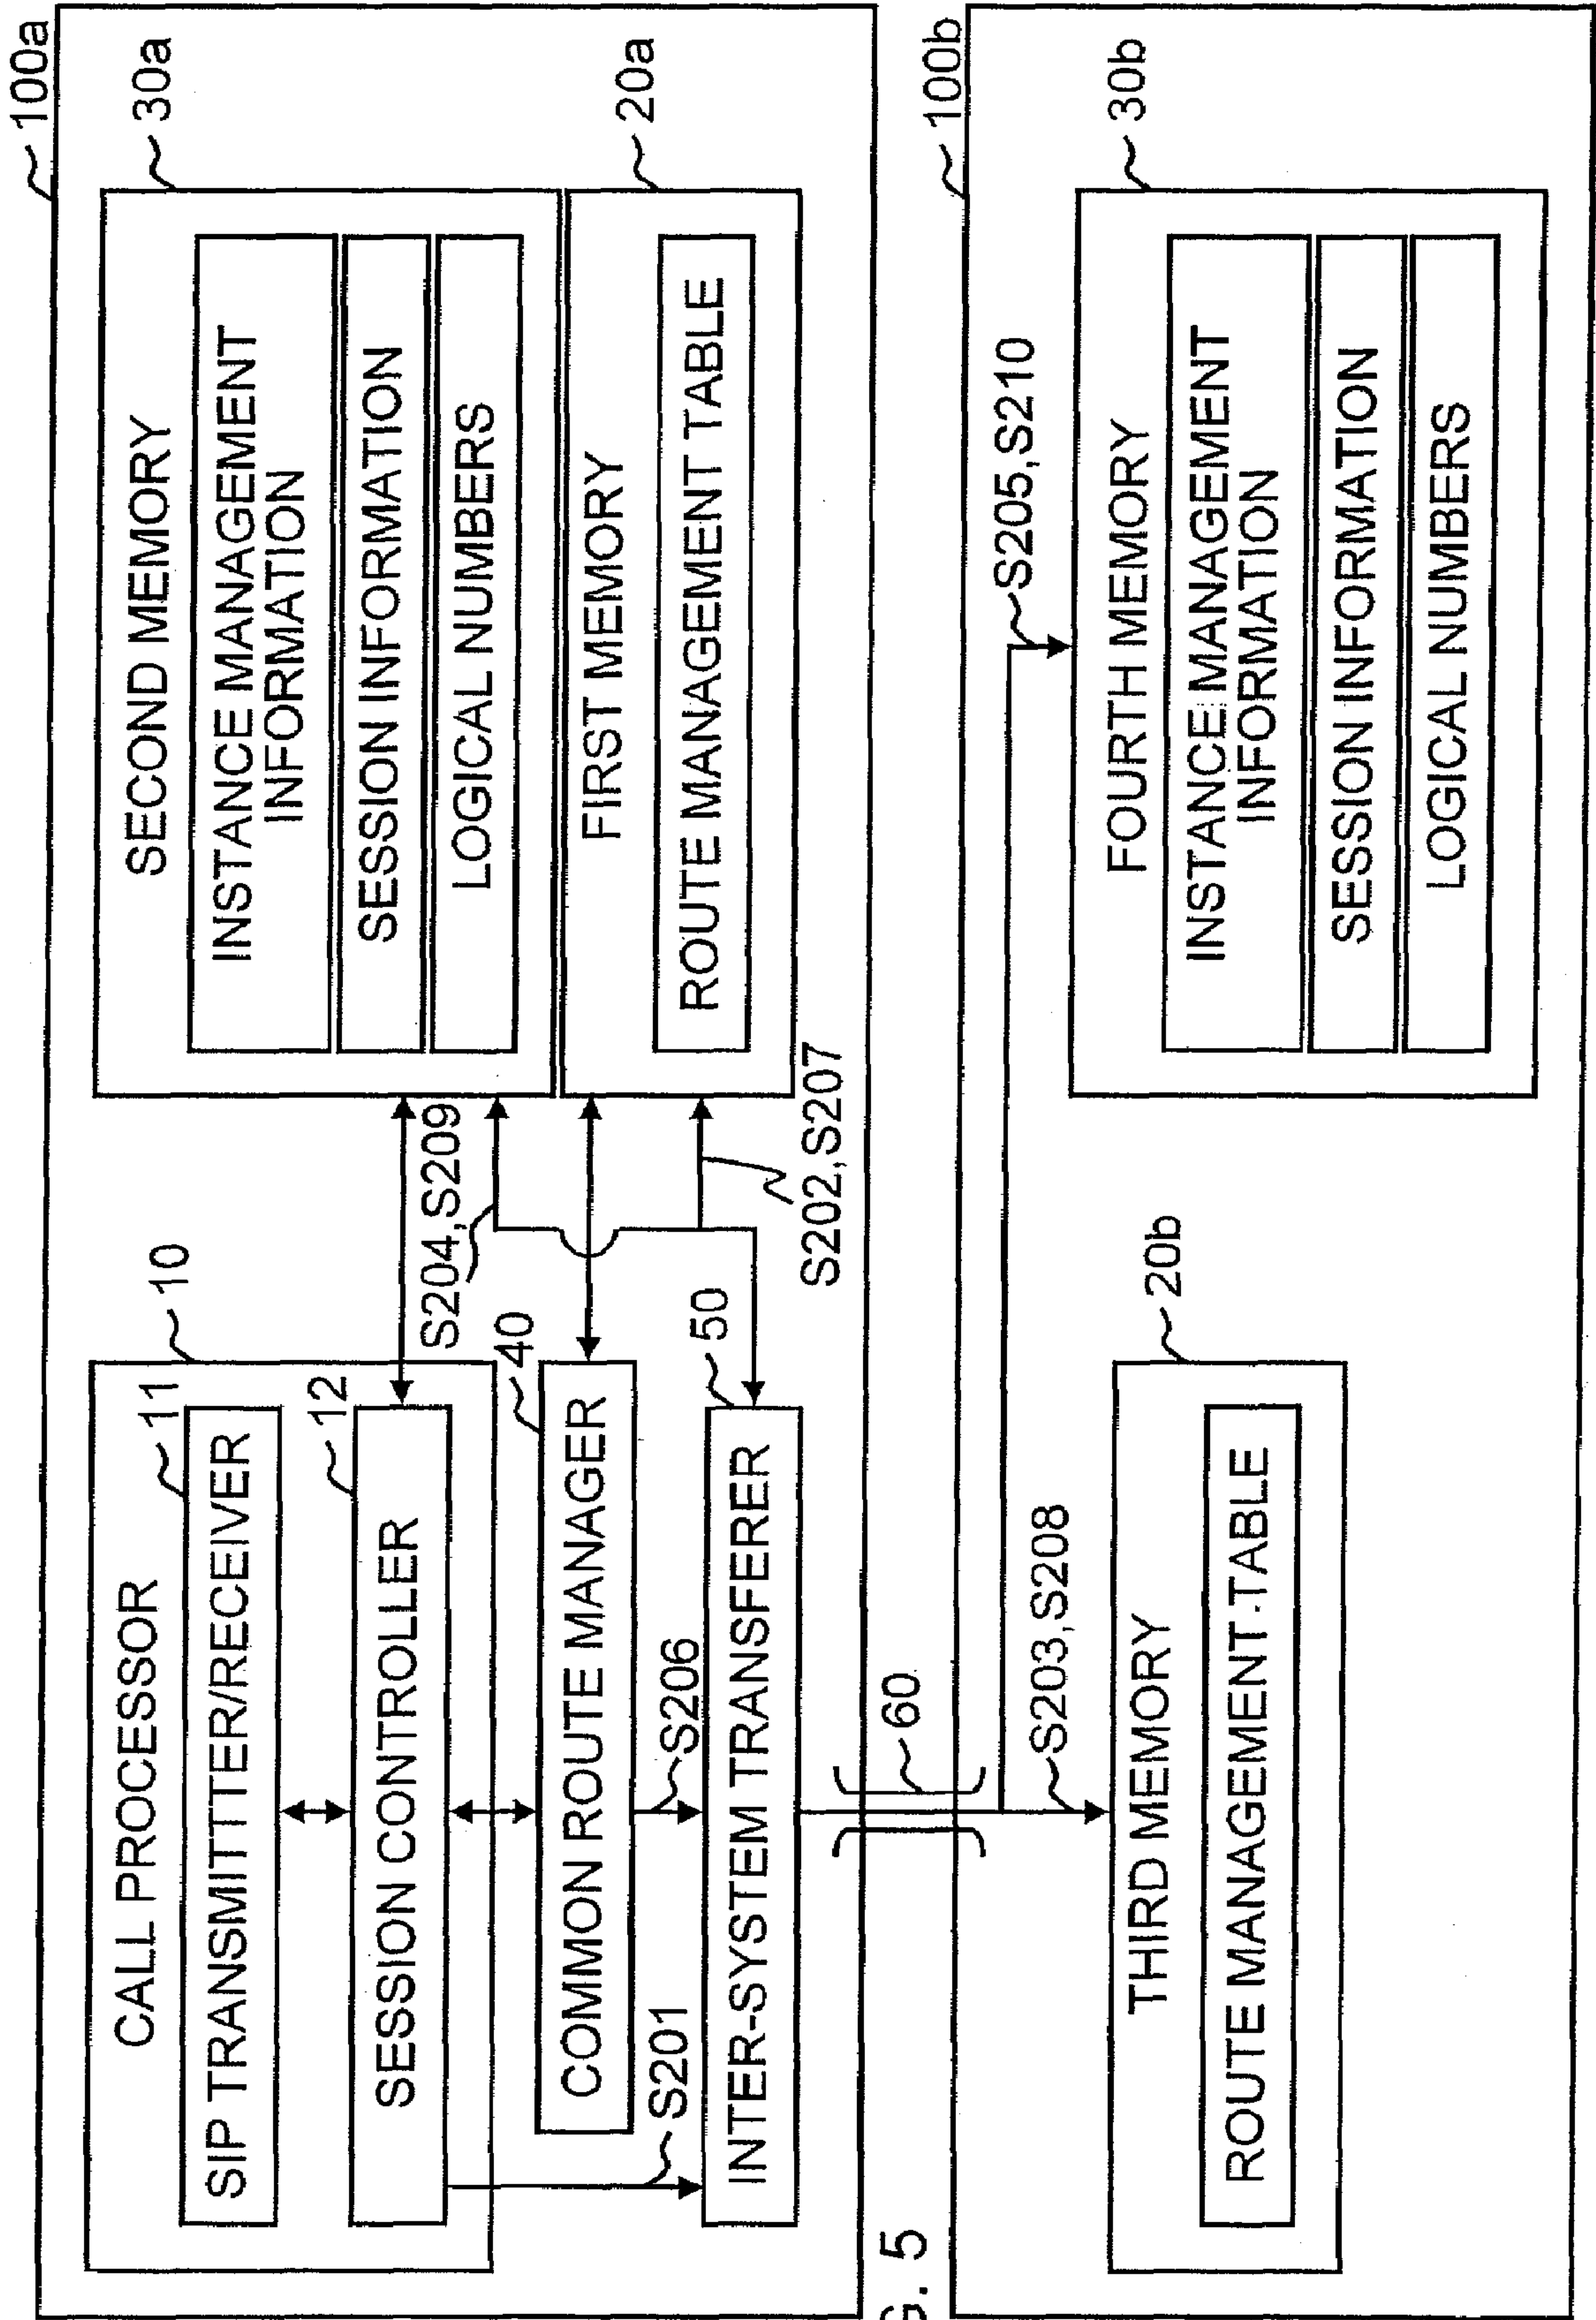 100a
CALL PROCESSOR
10
SIP TRANSMITTER/RECEIVER
11
SESSION CONTROLLER
12
COMMON ROUTE MANAGER
40
S206
S201
INTER-SYSTEM TRANSFERER
50
S204,S209
S202,S207
SECOND MEMORY
30a
INSTANCE MANAGEMENT
INFORMATION
SESSION INFORMATION
LOGICAL NUMBERS
FIRST MEMORY
20a
ROUTE MANAGEMENT TABLE
60
G. 5
100b
S203,S208
S205,S210
THIRD MEMORY
20b
ROUTE MANAGEMENT TABLE
FOURTH MEMORY
30b
INSTANCE MANAGEMENT
INFORMATION
SESSION INFORMATION
LOGICAL NUMBERS